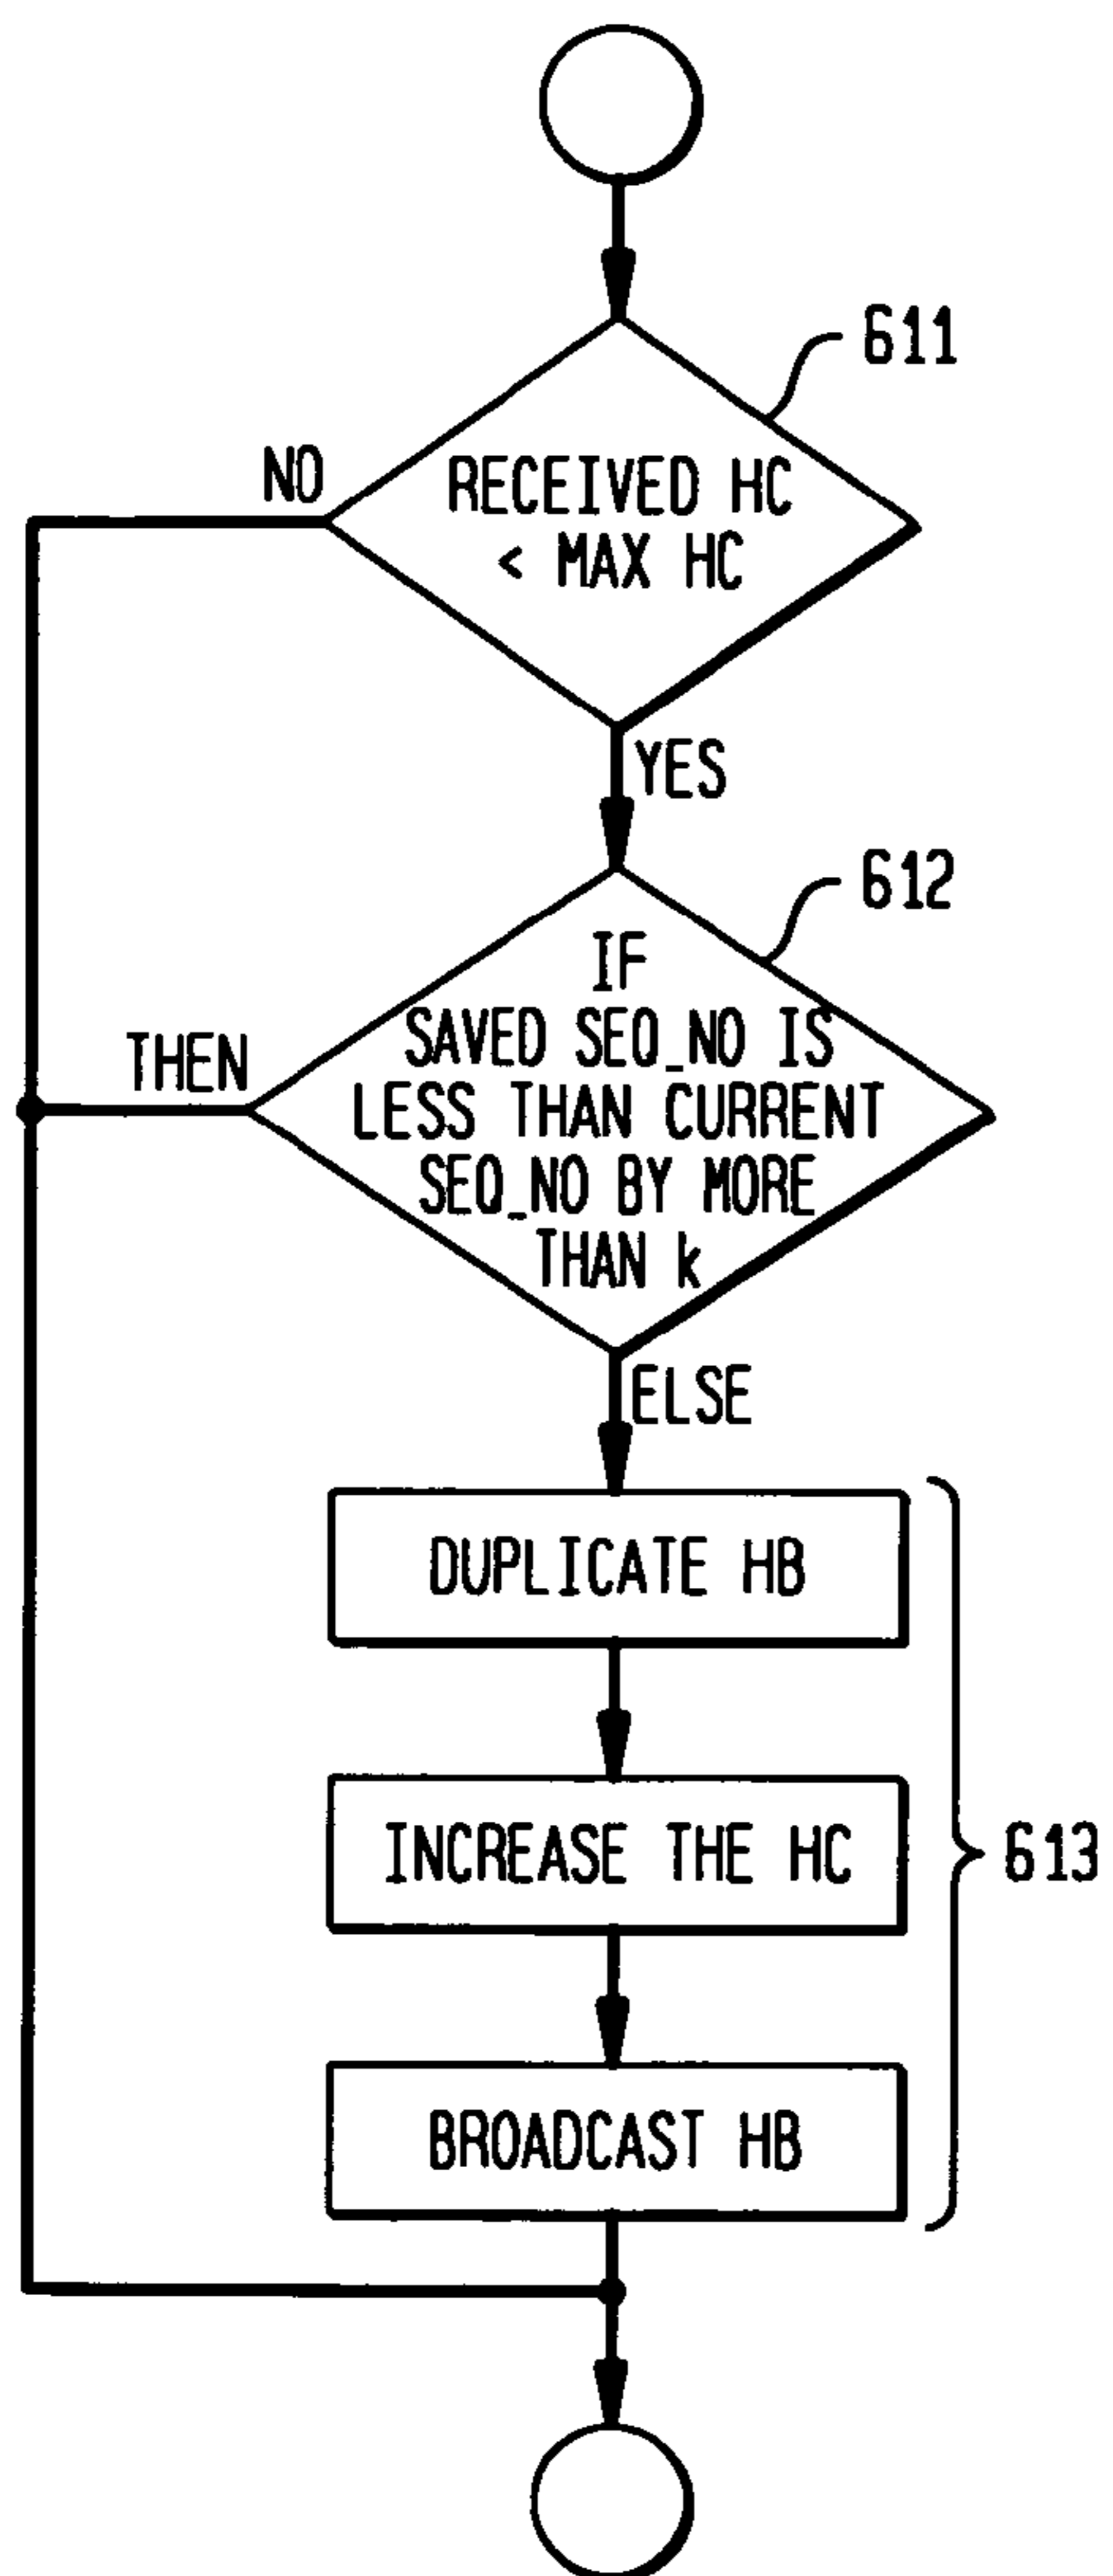 611
NO
RECEIVED HC
< MAX HC
YES
612
IF
SAVED SEQ_NO IS
LESS THAN CURRENT
SEQ_NO BY MORE
THAN k
THEN
ELSE
DUPLICATE HB
INCREASE THE HC
613
BROADCAST HB